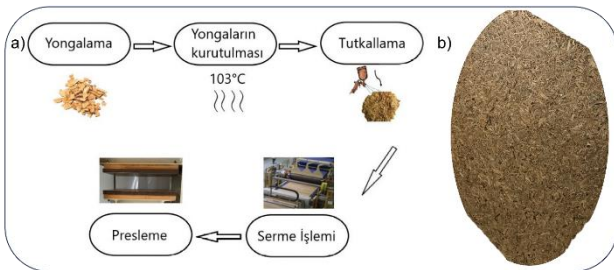 a)
Yongalama
Yongaların
kurutulması
Tutkallama
b)
103°C
Presleme
Serme İşlemi